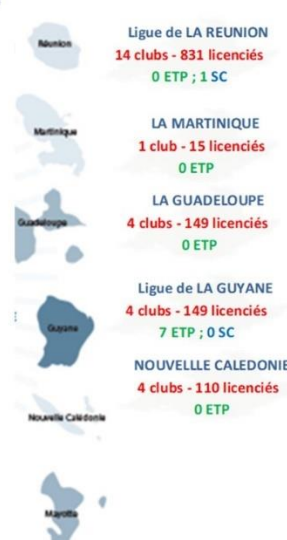 Réunion
Ligue de LA REUNION
14 clubs - 831 licenciés
0 ETP ; 1 SC
Martinique
LA MARTINIQUE
1 club - 15 licenciés
0 ETP
Guadeloupe
LA GUADELOUPE
4 clubs - 149 licenciés
0 ETP
Guyane
Ligue de LA GUYANE
4 clubs - 149 licenciés
7 ETP ; 0 SC
Nouvelle Calédonie
NOUVELLLE CALEDONIE
4 clubs - 110 licenciés
0 ETP
Mayotte